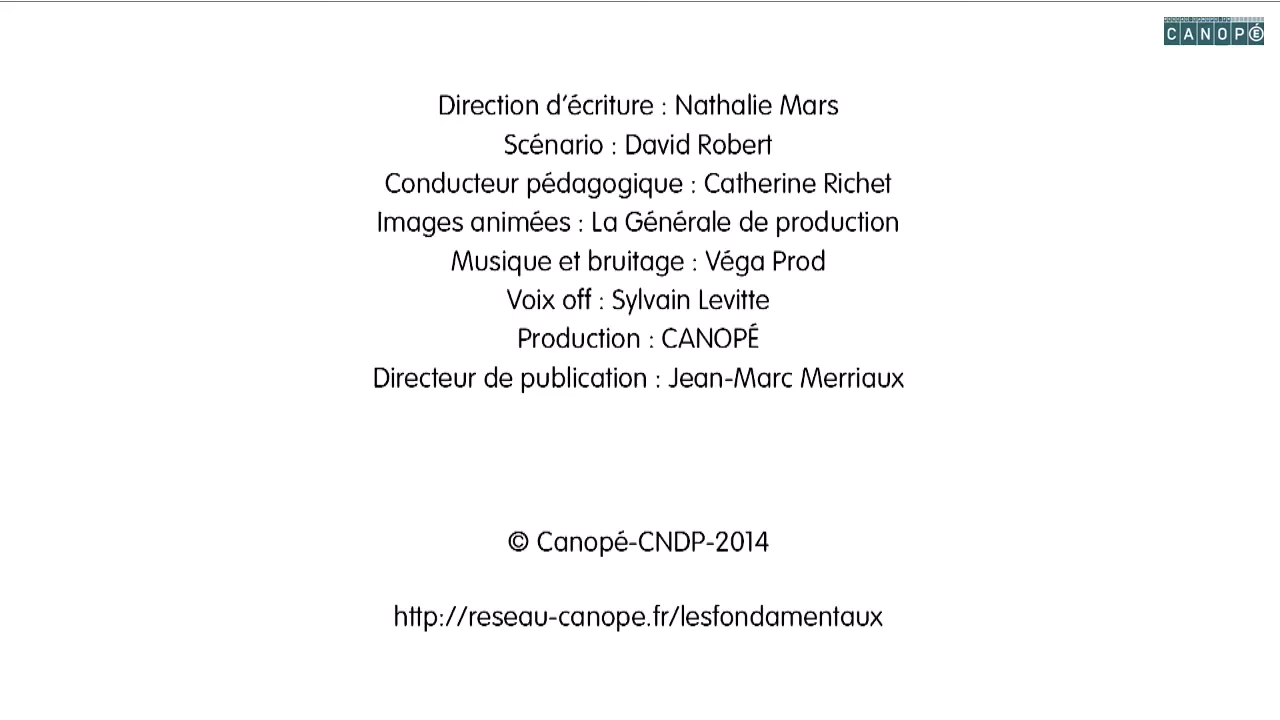 CANOPÉ
Direction d'écriture : Nathalie Mars
Scénario : David Robert
Conducteur pédagogique : Catherine Richet
Images animées : La Générale de production
Musique et bruitage : Véga Prod
Voix off : Sylvain Levitte
Production : CANOPÉ
Directeur de publication : Jean-Marc Merriaux
© Canopé-CNDP-2014
http://reseau-canope.fr/lesfondamentaux